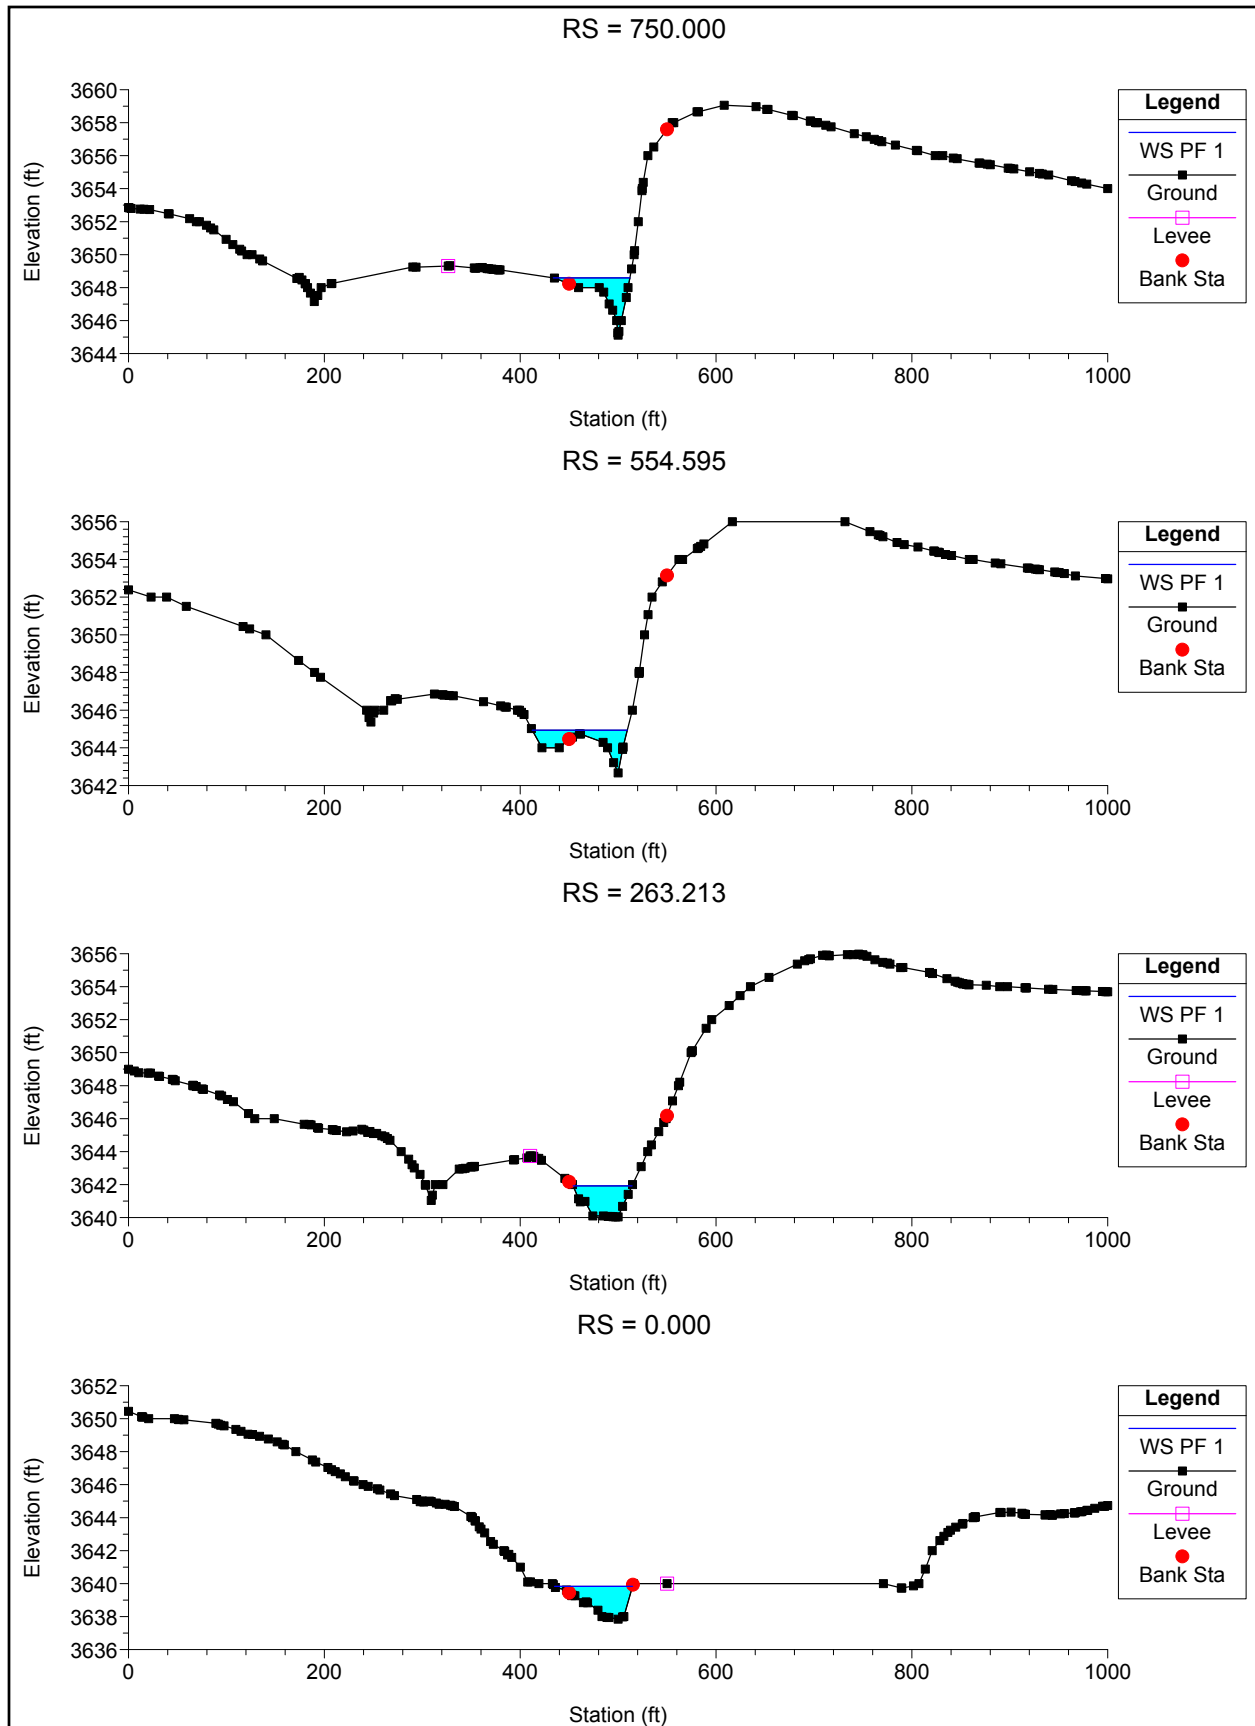 RS = 750.000
Elevation (ft)
3660
3658
3656
3654
3652
3650
3648
3646
3644
0 200 400 600 800 1000
Station (ft)
Legend
WS PF 1
Ground
Levee
Bank Sta
RS = 554.595
Elevation (ft)
3656
3654
3652
3650
3648
3646
3644
3642
0 200 400 600 800 1000
Station (ft)
Legend
WS PF 1
Ground
Bank Sta
RS = 263.213
Elevation (ft)
3656
3654
3652
3650
3648
3646
3644
3642
3640
0 200 400 600 800 1000
Station (ft)
Legend
WS PF 1
Ground
Levee
Bank Sta
RS = 0.000
Elevation (ft)
3652
3650
3648
3646
3644
3642
3640
3638
3636
0 200 400 600 800 1000
Station (ft)
Legend
WS PF 1
Ground
Levee
Bank Sta